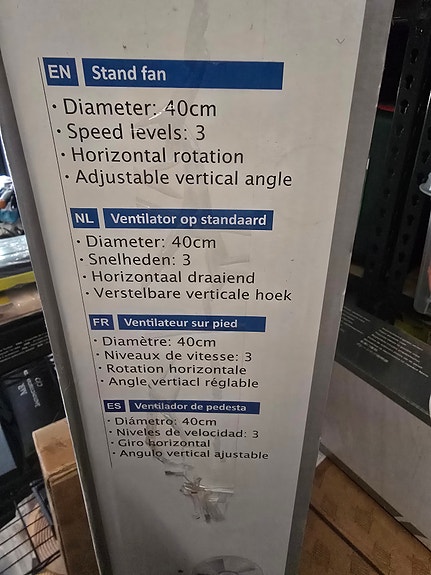 EN Stand fan
• Diameter: 40cm
• Speed levels: 3
• Horizontal rotation
• Adjustable vertical angle
NL Ventilator op standaard
• Diameter: 40cm
• Snelheden: 3
• Horizontaal draaiend
• Verstelbare verticale hoek
FR Ventilateur sur pied
• Diamètre: 40cm
• Niveaux de vitesse: 3
• Rotation horizontale
• Angle vertiacl réglable
ES Ventilador de pedesta
• Diámetro: 40cm
• Niveles de velocidad: 3
• Giro horizontal
• Angulo vertical ajustable